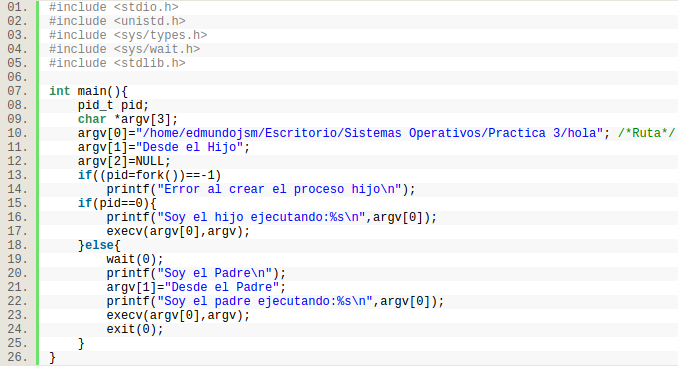 01. #include <stdio.h>
02. #include <unistd.h>
03. #include <sys/types.h>
04. #include <sys/wait.h>
05. #include <stdlib.h>
06.
07. int main(){
08.     pid_t pid;
09.     char *argv[3];
10.     argv[0]="/home/edmundojsm/Escritorio/Sistemas Operativos/Practica 3/hola"; /*Ruta*/
11.     argv[1]="Desde el Hijo";
12.     argv[2]=NULL;
13.     if((pid=fork())==-1)
14.         printf("Error al crear el proceso hijo\n");
15.     if(pid==0){
16.         printf("Soy el hijo ejecutando:%s\n",argv[0]);
17.         execv(argv[0],argv);
18.     }else{
19.         wait(0);
20.         printf("Soy el Padre\n");
21.         argv[1]="Desde el Padre";
22.         printf("Soy el padre ejecutando:%s\n",argv[0]);
23.         execv(argv[0],argv);
24.         exit(0);
25.     }
26. }